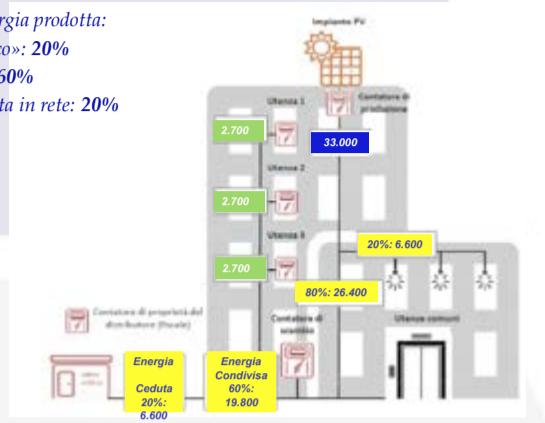 rgia prodotta:
o»: 20%
60%
ta in rete: 20%
Impianto PV
Contatore di
produzione
Utenza 1
2.700
33.000
Utenza 2
2.700
Utenza 3
2.700
20%: 6.600
80%: 26.400
Contatore di proprietà del
distributore (fiscale)
Contatore di
scambio
Utenze comuni
Energia
Ceduta
20%:
6.600
Energia
Condivisa
60%:
19.800